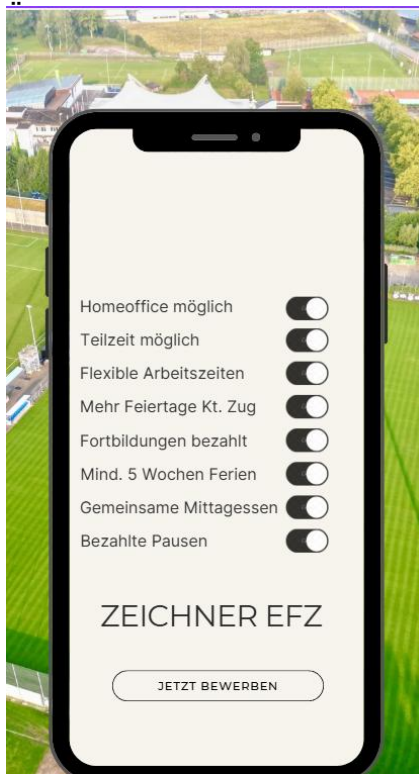 Homeoffice möglich
Teilzeit möglich
Flexible Arbeitszeiten
Mehr Feiertage Kt. Zug
Fortbildungen bezahlt
Mind. 5 Wochen Ferien
Gemeinsame Mittagessen
Bezahlte Pausen
ZEICHNER EFZ
JETZT BEWERBEN